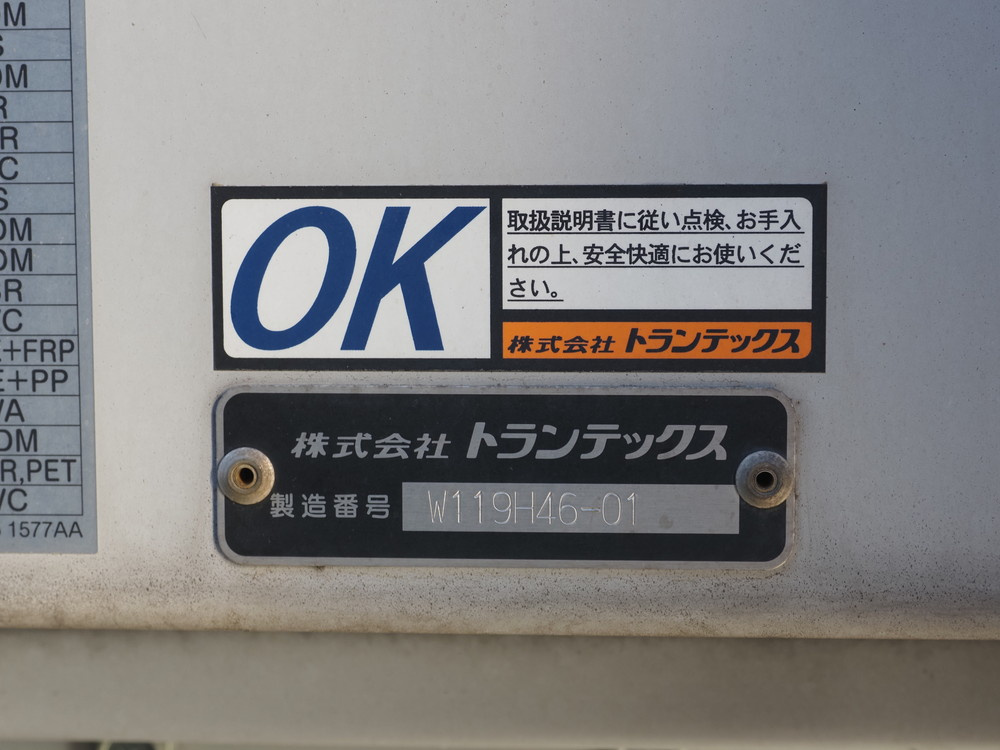 OK
取扱説明書に従い点検、お手入
れの上、安全快適にお使いくだ
さい。
株式会社 トランテックス
株式会社 トランテックス
製造番号 W119H46-01
+FRP
+PP
R,PET
1577AA